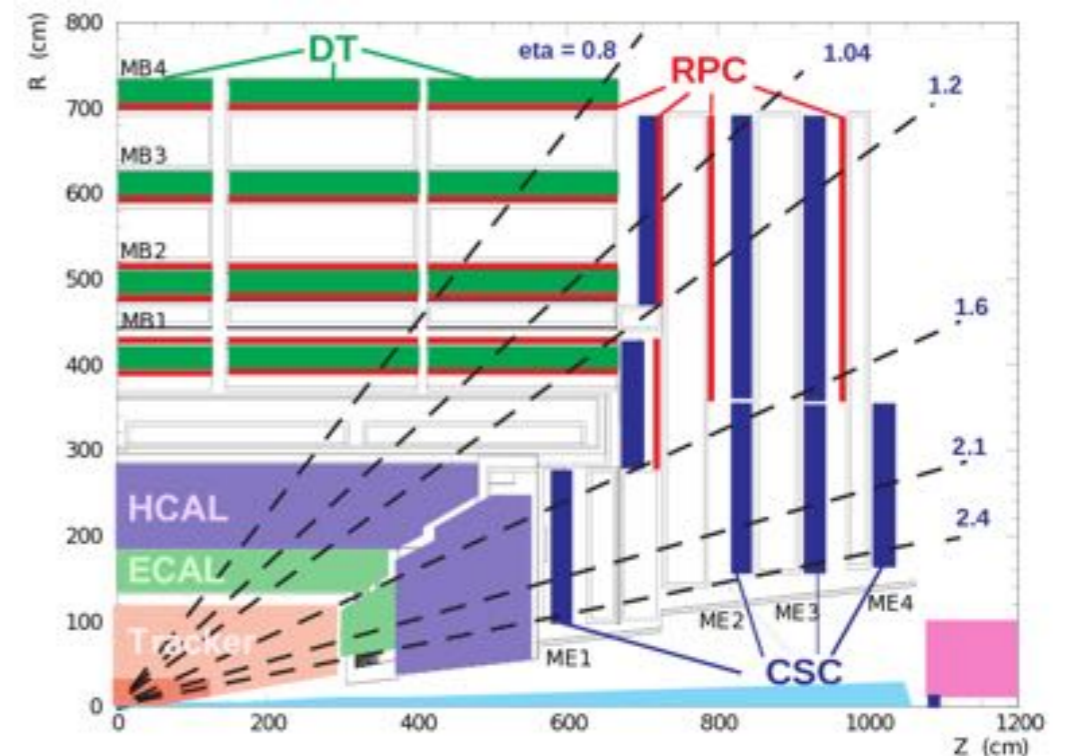 R (cm)
800
700
600
500
400
300
200
100
0
MB4
MB3
MB2
MB1
DT
eta = 0.8
RPC
1.04
1.2
1.6
2.1
2.4
HCAL
ECAL
Tracker
ME1
ME2
ME3
ME4
CSC
0
200
400
600
800
1000
1200
Z (cm)